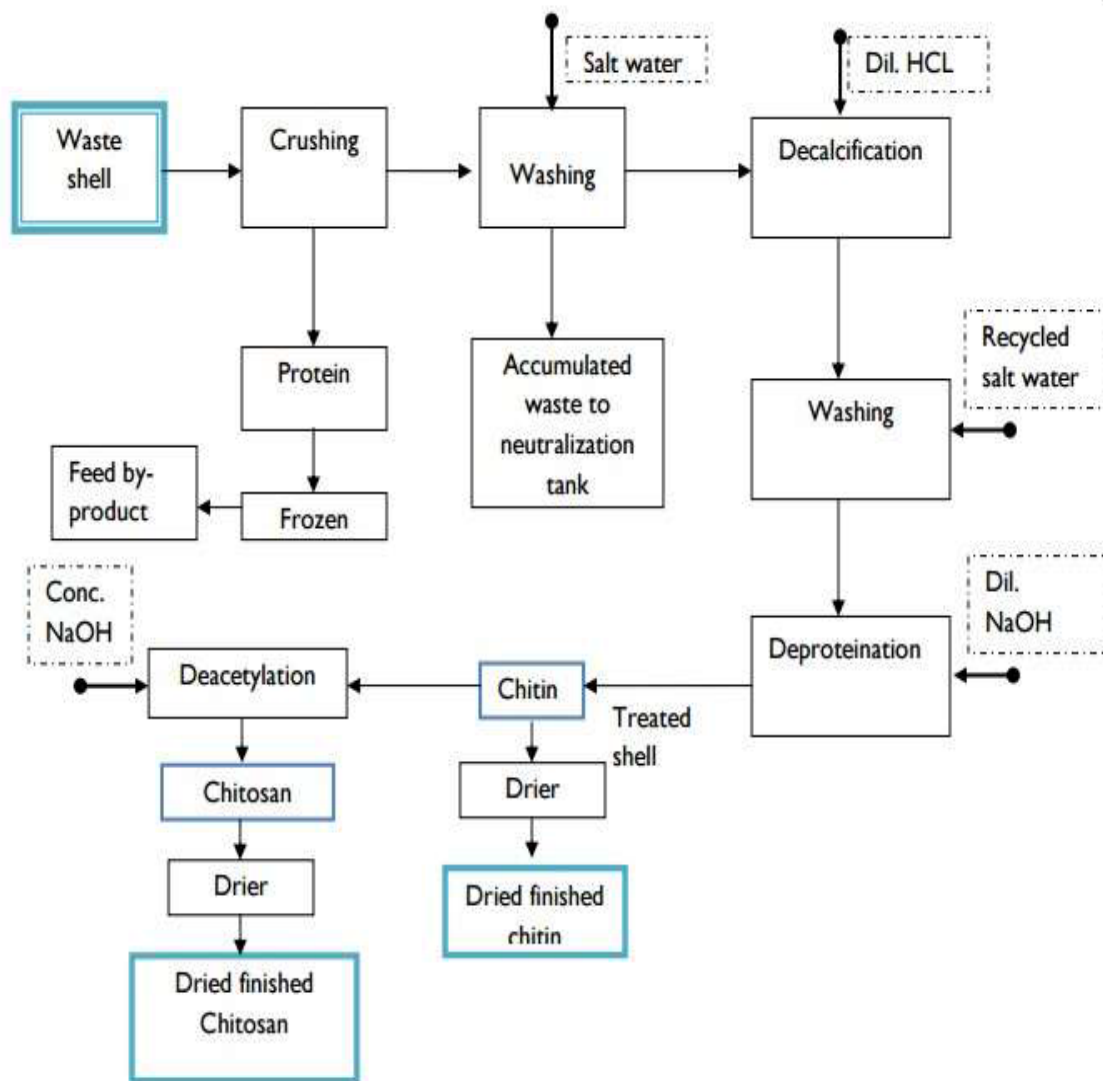 Salt water
Dil. HCL
Waste
shell
Crushing
Washing
Decalcification
Protein
Accumulated
waste to
neutralization
tank
Recycled
salt water
Washing
Feed by-
product
Frozen
Conc.
NaOH
Dil.
NaOH
Deacetylation
Chitin
Deproteination
Treated
shell
Chitosan
Drier
Drier
Dried finished
chitin
Dried finished
Chitosan